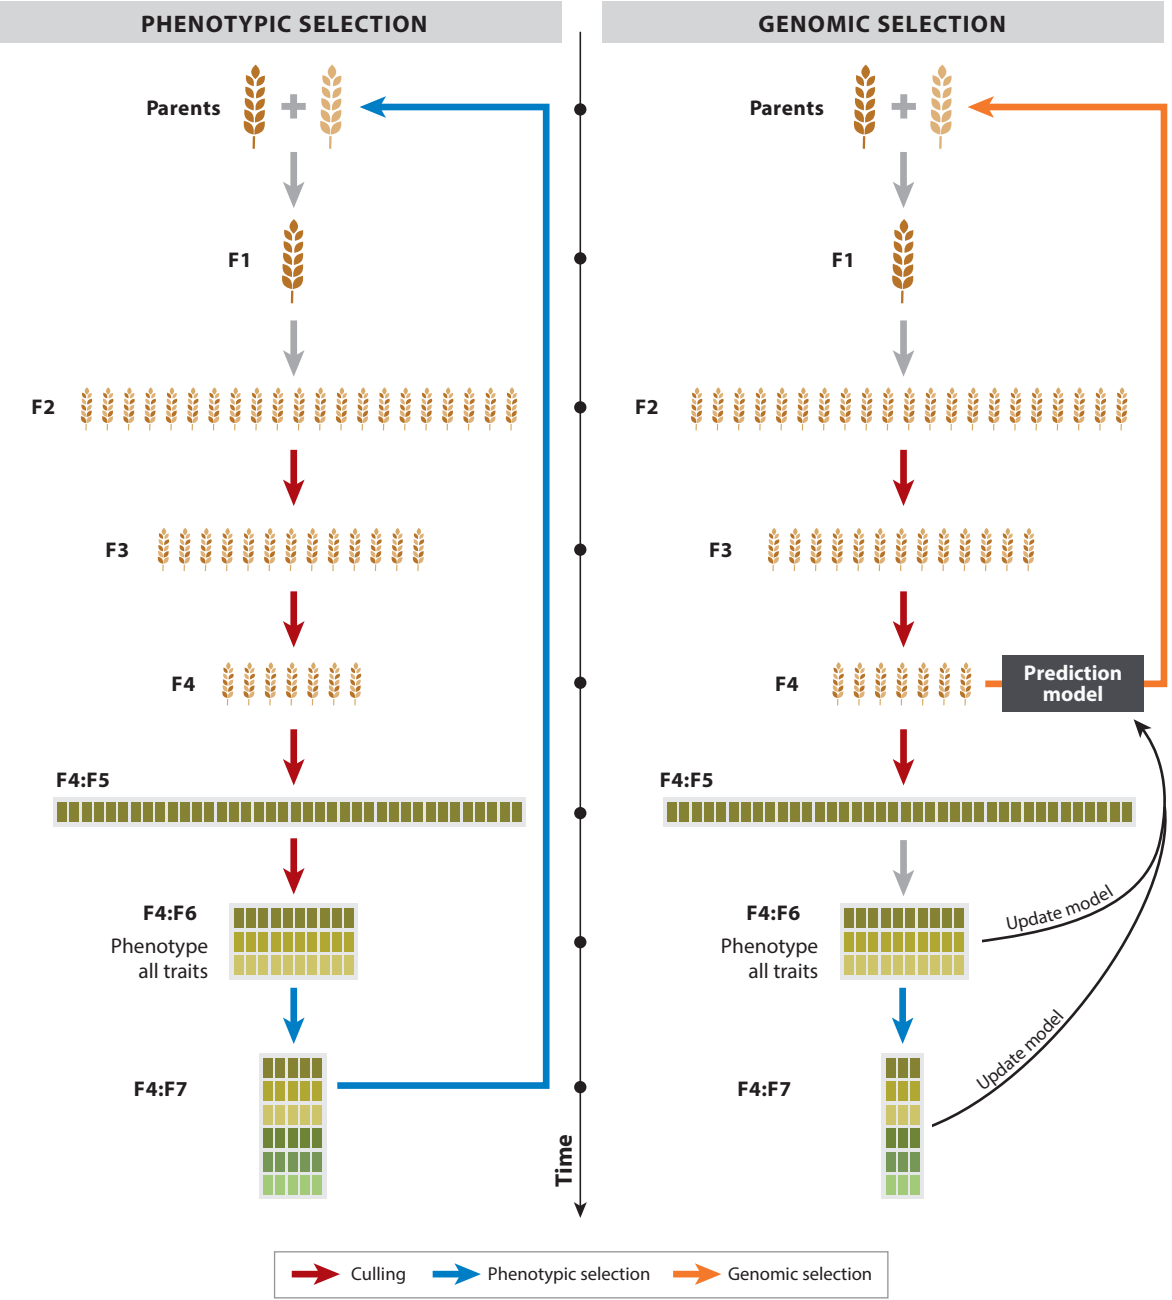 PHENOTYPIC SELECTION
Parents
F1
F2
F3
F4
F4:F5
F4:F6
Phenotype
all traits
F4:F7
Time
GENOMIC SELECTION
Parents
F1
F2
F3
F4
Prediction
model
F4:F5
F4:F6
Phenotype
all traits
Update model
F4:F7
Update model
Culling
Phenotypic selection
Genomic selection